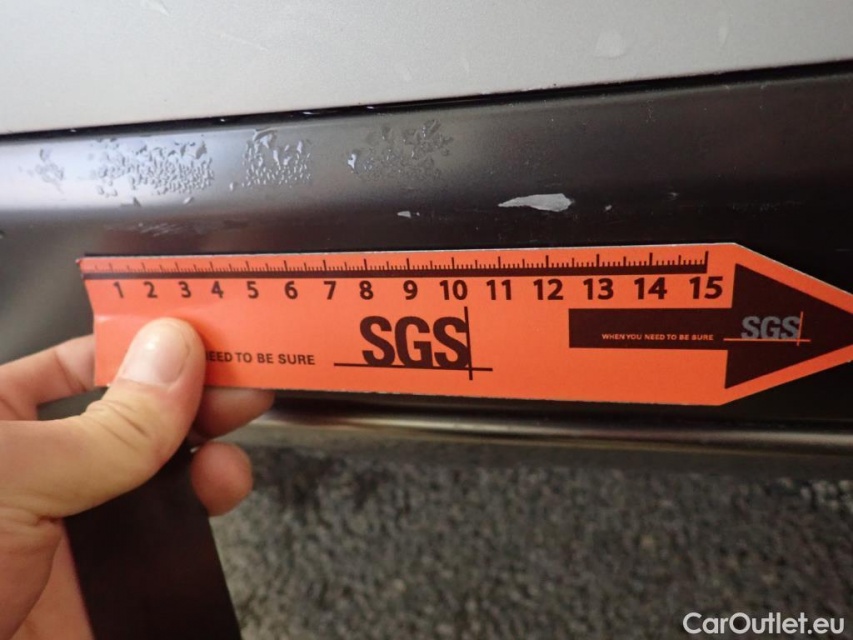 1 2 3 4 5 6 7 8 9 10 11 12 13 14 15
EED TO BE SURE
SGS
WHEN YOU NEED TO BE SURE
SGS
CarOutlet.eu